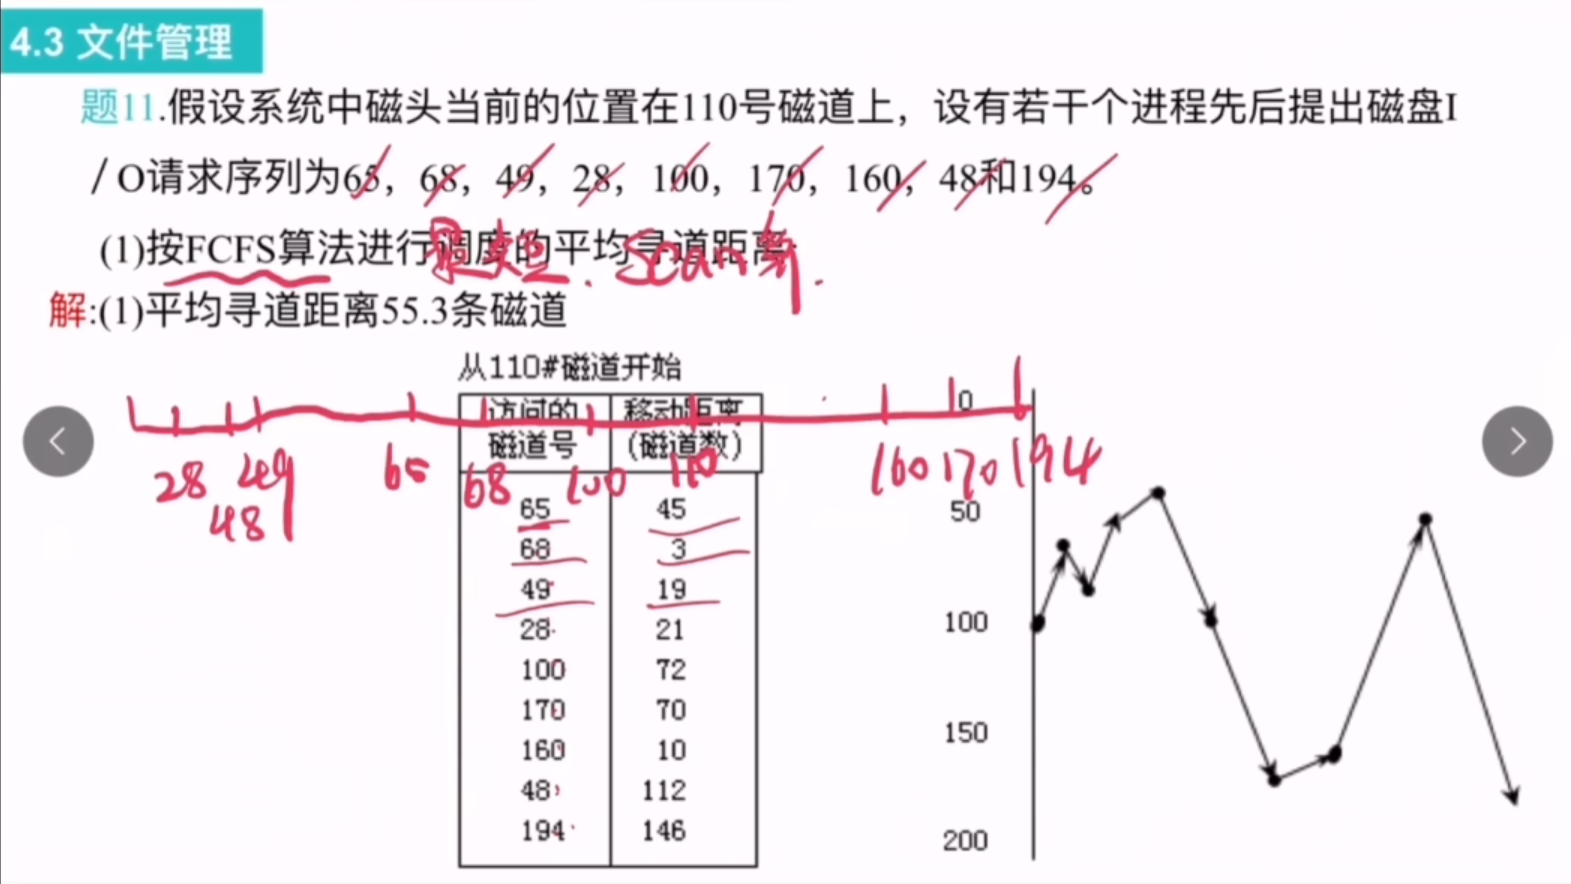 4.3 文件管理
题11.假设系统中磁头当前的位置在110号磁道上，设有若干个进程先后提出磁盘I
/ O请求序列为65，68，49，28，100，170，160，48和194。
(1)按FCFS算法进行调度的平均寻道距离;
最短. Scan
解:(1)平均寻道距离55.3条磁道
从110#磁道开始
访问的 移动距离
磁道号 (磁道数)
28 49 65 68 100 110 160 170 194
48
65 45
68 3
49 19
28 21
100 72
170 70
160 10
48 112
194 146
0
50
100
150
200